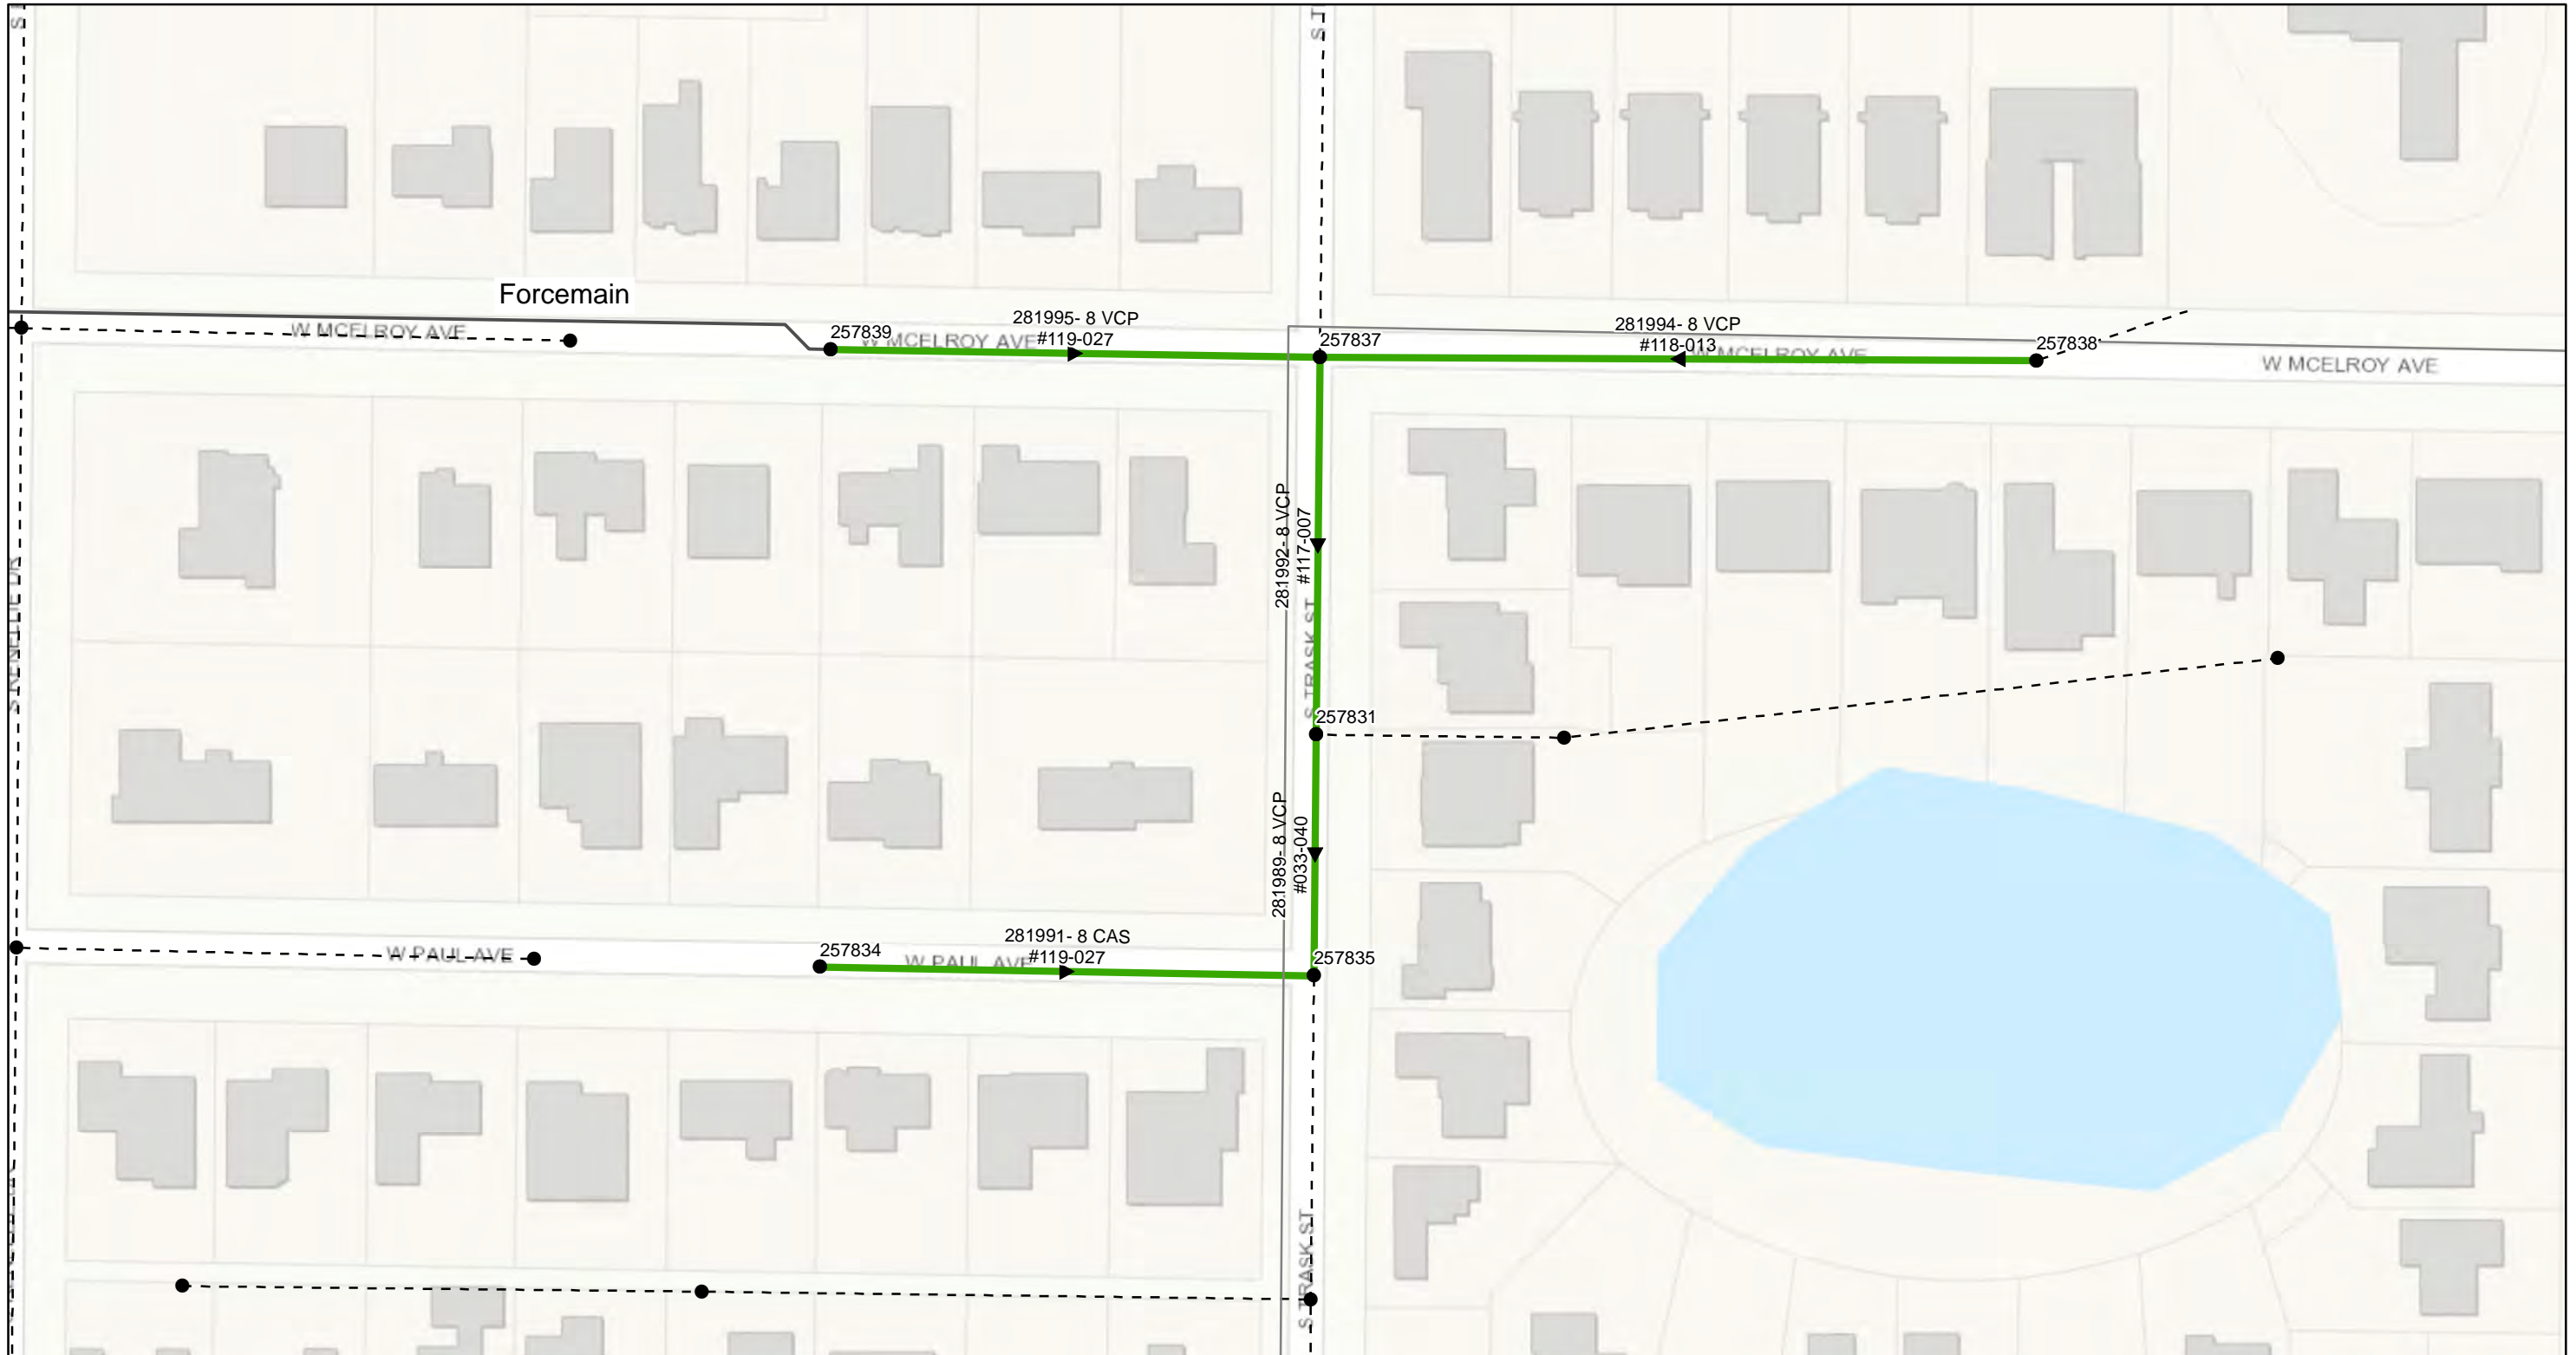 Forcemain
W MCELROY AVE
257839
281995- 8 VCP
#119-027
W MCELROY AVE
257837
281994- 8 VCP
#118-013
W MCELROY AVE
257838
W MCELROY AVE
281992- 8 VCP
#117-007
S TRASK ST
S RENELLIE DR
257831
281989- 8 VCP
#033-040
W PAUL AVE
257834
281991- 8 CAS
#119-027
W PAUL AVE
257835
S TRASK ST